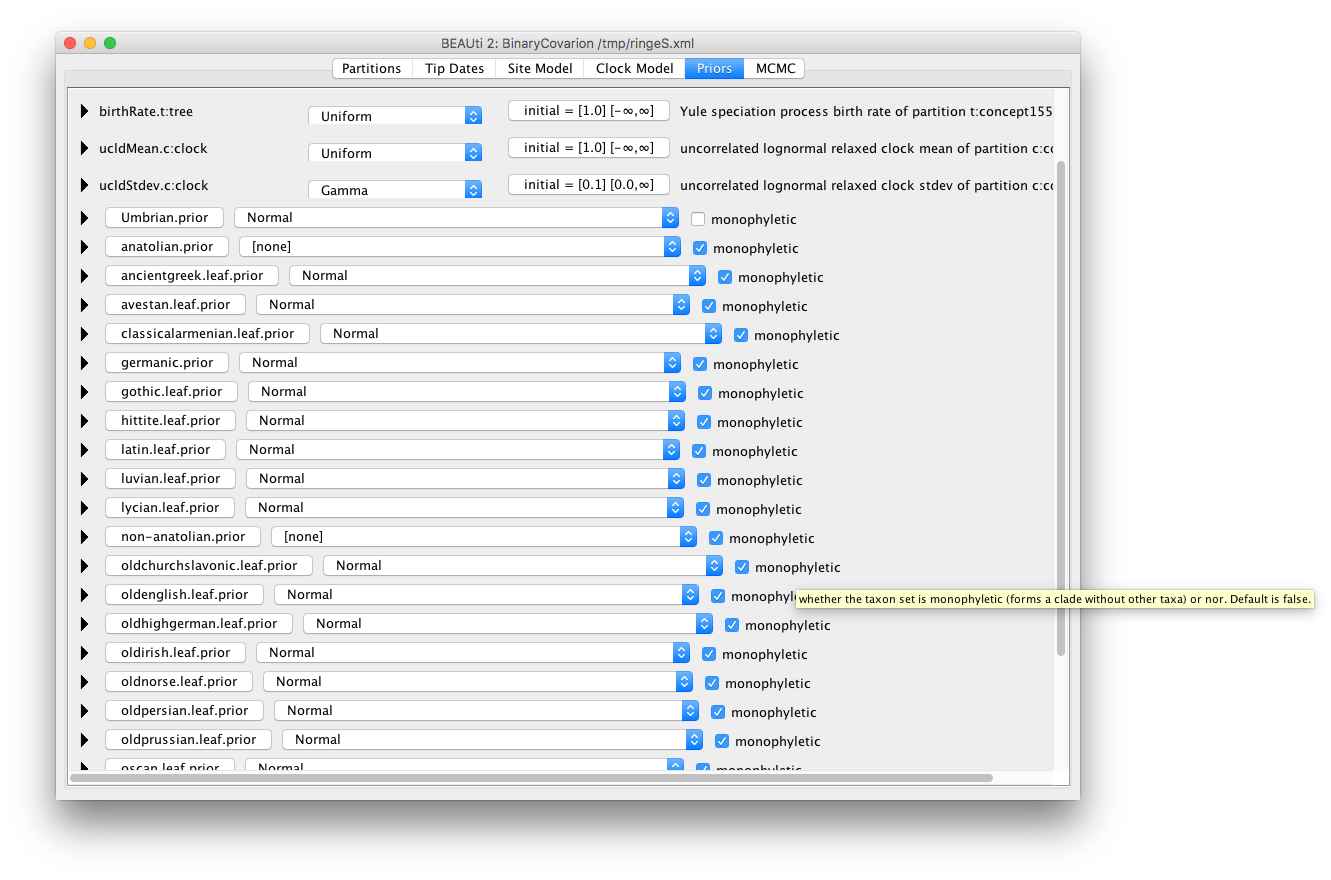 BEAUti 2: BinaryCovarion /tmp/ringeS.xml
Partitions Tip Dates Site Model Clock Model Priors MCMC
birthRate.t:tree Uniform initial = [1.0] [-∞,∞] Yule speciation process birth rate of partition t:concept155
ucldMean.c:clock Uniform initial = [1.0] [-∞,∞] uncorrelated lognormal relaxed clock mean of partition c:cc
ucldStdev.c:clock Gamma initial = [0.1] [0.0,∞] uncorrelated lognormal relaxed clock stdev of partition c:cc
Umbrian.prior Normal monophyletic
anatolian.prior [none] monophyletic
ancientgreek.leaf.prior Normal monophyletic
avestan.leaf.prior Normal monophyletic
classicalarmenian.leaf.prior Normal monophyletic
germanic.prior Normal monophyletic
gothic.leaf.prior Normal monophyletic
hittite.leaf.prior Normal monophyletic
latin.leaf.prior Normal monophyletic
luvian.leaf.prior Normal monophyletic
lycian.leaf.prior Normal monophyletic
non-anatolian.prior [none] monophyletic
oldchurchslavonic.leaf.prior Normal monophyletic
oldenglish.leaf.prior Normal monophy whether the taxon set is monophyletic (forms a clade without other taxa) or nor. Default is false.
oldhighgerman.leaf.prior Normal monophyletic
oldirish.leaf.prior Normal monophyletic
oldnorse.leaf.prior Normal monophyletic
oldpersian.leaf.prior Normal monophyletic
oldprussian.leaf.prior Normal monophyletic
oscan.leaf.prior Normal monophyletic